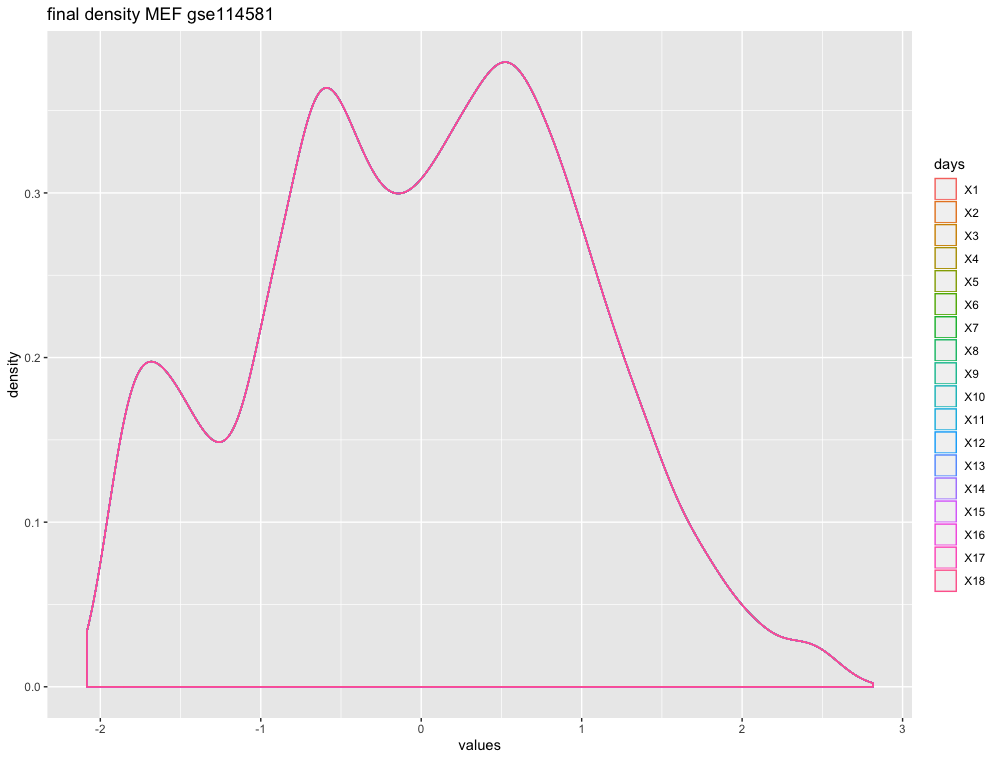 final density MEF gse114581
density
0.3
0.2
0.1
0.0
-2
-1
0
1
2
3
values
days
X1
X2
X3
X4
X5
X6
X7
X8
X9
X10
X11
X12
X13
X14
X15
X16
X17
X18